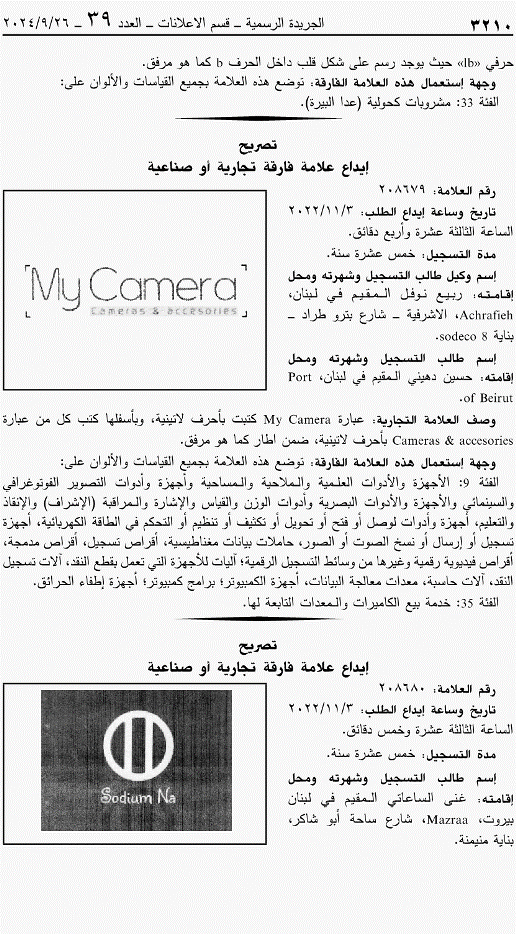 ٣٢١٠ الجريدة الرسمية ــ قسم الاعلانات ــ العدد ٣٩ ــ ٢٠٢٤/٩/٢٦
حرفي «lb» حيث يوجد رسم على شكل قلب داخل الحرف b كما هو مرفق.
وجهة إستعمال هذه العلامة الفارقة: توضع هذه العلامة بجميع القياسات والألوان على:
الفئة 33: مشروبات كحولية (عدا البيرة).
تصريح
إيداع علامة فارقة تجارية أو صناعية
رقم العلامة: ٢٠٨٦٧٩
تاريخ وساعة إيداع الطلب: ٢٠٢٢/١١/٣
الساعة الثالثة عشرة وأربع دقائق.
مدة التسجيل: خمس عشرة سنة.
إسم وكيل طالب التسجيل وشهرته ومحل
إقامته: ربيع نوفل المقيم في لبنان،
Achrafieh، الاشرفية ــ شارع بترو طراد ــ
بناية sodeco 8.
إسم طالب التسجيل وشهرته ومحل
إقامته: حسين دهيني المقيم في لبنان، Port
of Beirut.
My Camera
Cameras & accesories
وصف العلامة التجارية: عبارة My Camera كتبت بأحرف لاتينية، وبأسفلها كتب كل من عبارة
Cameras & accesories بأحرف لاتينية، ضمن اطار كما هو مرفق.
وجهة إستعمال هذه العلامة الفارقة: توضع هذه العلامة بجميع القياسات والألوان على:
الفئة 9: الأجهزة والأدوات العلمية والملاحية والمساحية وأجهزة وأدوات التصوير الفوتوغرافي
والسينمائي والأجهزة والأدوات البصرية وأدوات الوزن والقياس والإشارة والمراقبة (الإشراف) والإنقاذ
والتعليم، أجهزة وأدوات لوصل أو فتح أو تحويل أو تكثيف أو تنظيم أو التحكم في الطاقة الكهربائية، أجهزة
تسجيل أو إرسال أو نسخ الصوت أو الصور، حاملات بيانات مغناطيسية، أقراص تسجيل، أقراص مدمجة،
أقراص فيديوية رقمية وغيرها من وسائط التسجيل الرقمية؛ آليات للأجهزة التي تعمل بقطع النقد، آلات تسجيل
النقد، آلات حاسبة، معدات معالجة البيانات، أجهزة الكمبيوتر؛ برامج كمبيوتر؛ أجهزة إطفاء الحرائق.
الفئة 35: خدمة بيع الكاميرات والمعدات التابعة لها.
تصريح
إيداع علامة فارقة تجارية أو صناعية
رقم العلامة: ٢٠٨٦٨٠
تاريخ وساعة إيداع الطلب: ٢٠٢٢/١١/٣
الساعة الثالثة عشرة وخمس دقائق.
مدة التسجيل: خمس عشرة سنة.
إسم طالب التسجيل وشهرته ومحل
إقامته: غنى الساعاتي المقيم في لبنان
بيروت، Mazraa، شارع ساحة أبو شاكر،
بناية منيمنة.
Sodium Na